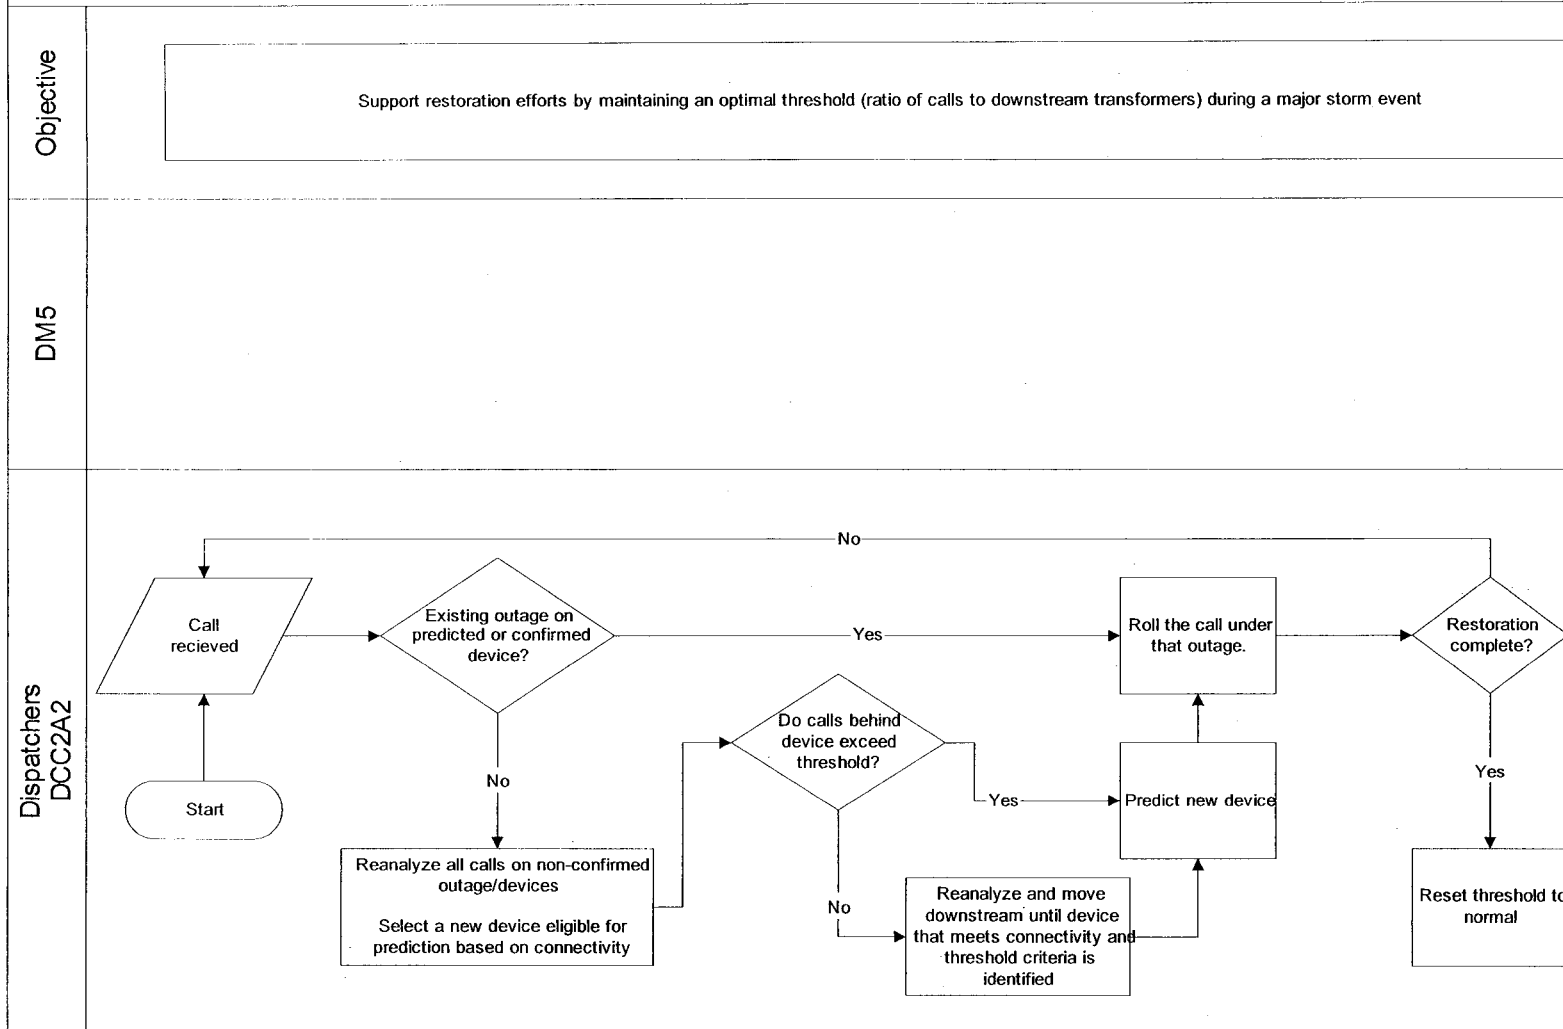 Objective
Support restoration efforts by maintaining an optimal threshold (ratio of calls to downstream transformers) during a major storm event
DM5
Dispatchers
DCC2A2
No
Call
recieved
Existing outage on
predicted or confirmed
device?
Yes
Roll the call under
that outage.
Restoration
complete?
Start
No
Do calls behind
device exceed
threshold?
Yes
Predict new device
Yes
Reanalyze all calls on non-confirmed
outage/devices
Select a new device eligible for
prediction based on connectivity
No
Reanalyze and move
downstream until device
that meets connectivity and
threshold criteria is
identified
Reset threshold to
normal